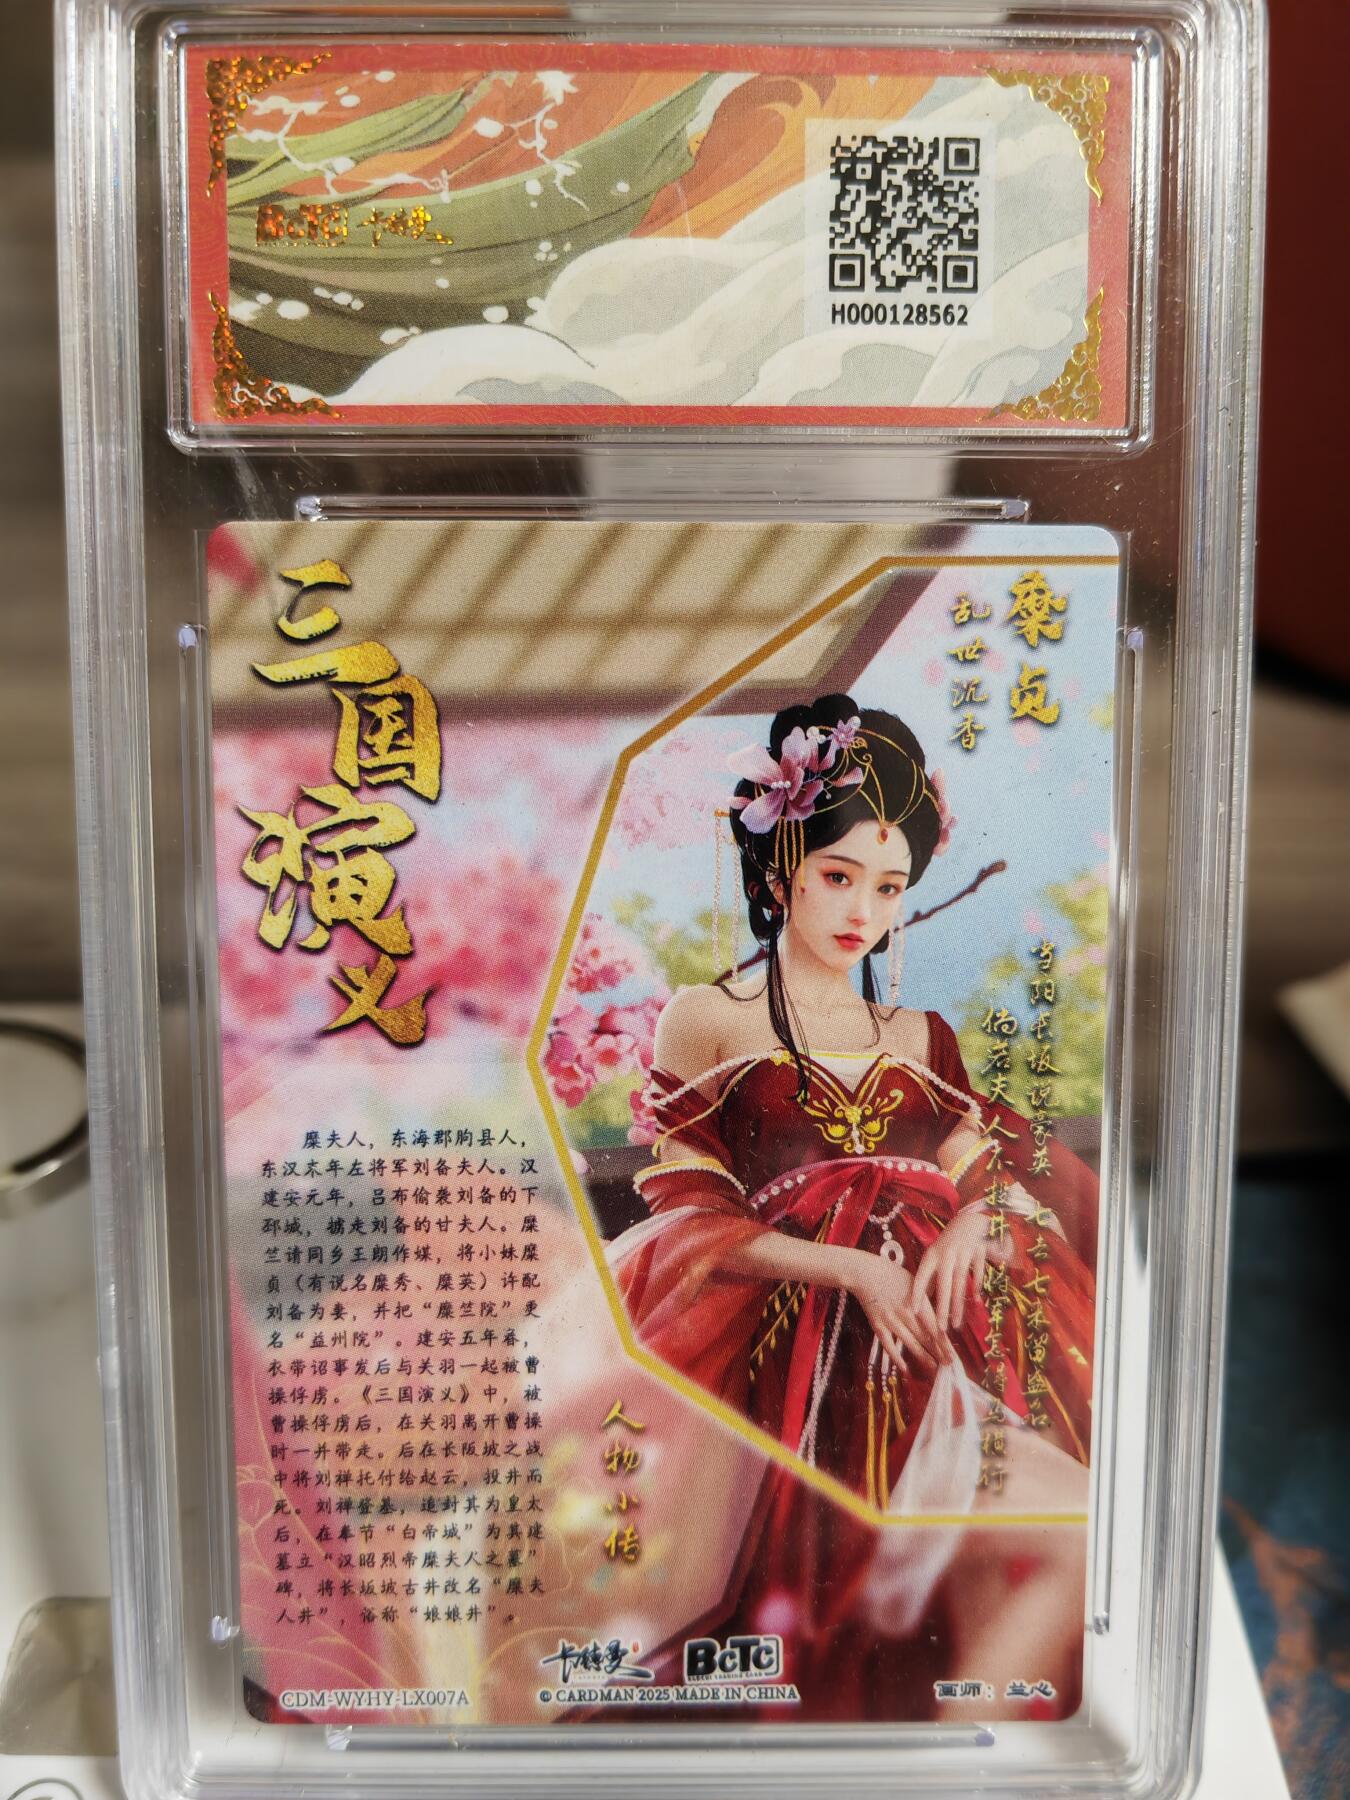 BCTC 卡特曼
H000128562
三国演义
糜贞
乱世沉香
当阳长坂说豪英 七去七来留盛名
倘若夫人不投井 将军怎得马横行
糜夫人，东海郡朐县人，
东汉末年左将军刘备夫人。汉
建安元年，吕布偷袭刘备的下
邳城，掳走刘备的甘夫人。糜
竺请同乡王朗作媒，将小妹糜
贞（有说名糜秀、糜英）许配
刘备为妻，并把“糜竺院”更
名“益州院”。建安五年春，
衣带诏事发后与关羽一起被曹
操俘虏。《三国演义》中，被
曹操俘虏后，在关羽离开曹操
时一并带走。后在长阪坡之战
中将刘禅托付给赵云，投井而
死。刘禅登基，追封其为皇太
后，在奉节“白帝城”为其建
墓立“汉昭烈帝糜夫人之墓”
碑，将长坂坡古井改名“糜夫
人井”，俗称“娘娘井”。
人物小传
卡特曼 BCTC
CDM-WYHY-LX007A
© CARDMAN 2025 MADE IN CHINA
画师：兰心